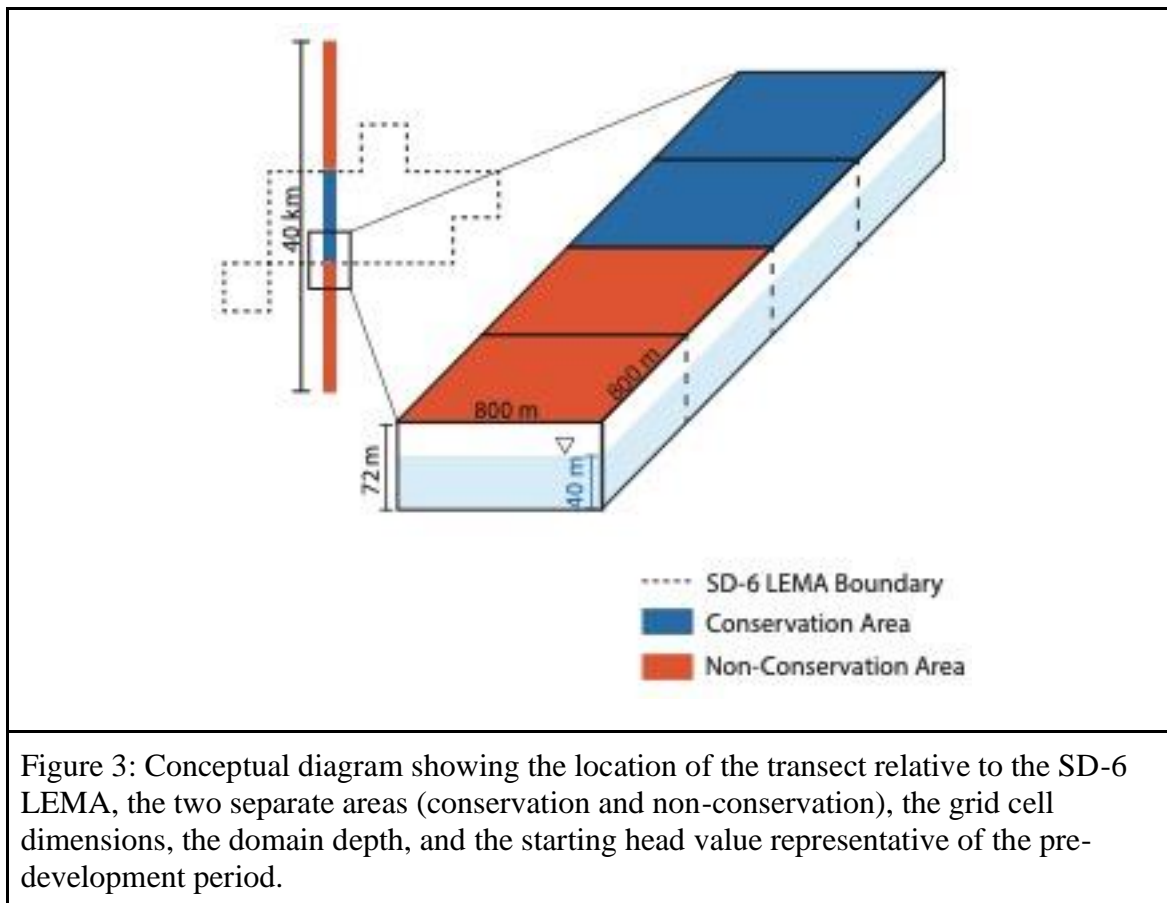 40 km
800 m
800 m
72 m
40 m
SD-6 LEMA Boundary
Conservation Area
Non-Conservation Area
Figure 3: Conceptual diagram showing the location of the transect relative to the SD-6
LEMA, the two separate areas (conservation and non-conservation), the grid cell
dimensions, the domain depth, and the starting head value representative of the pre-
development period.